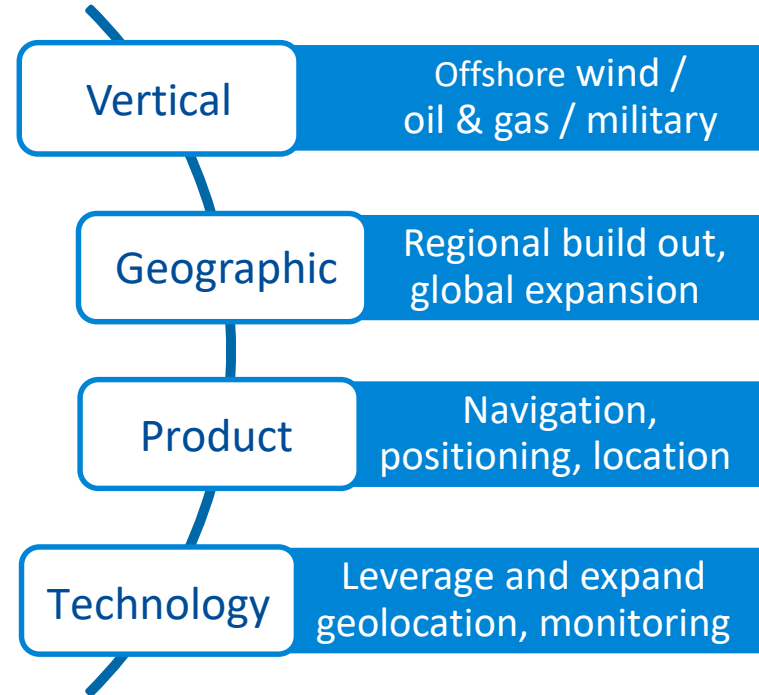 Vertical
Offshore wind /
oil & gas / military
Geographic
Regional build out,
global expansion
Product
Navigation,
positioning, location
Technology
Leverage and expand
geolocation, monitoring